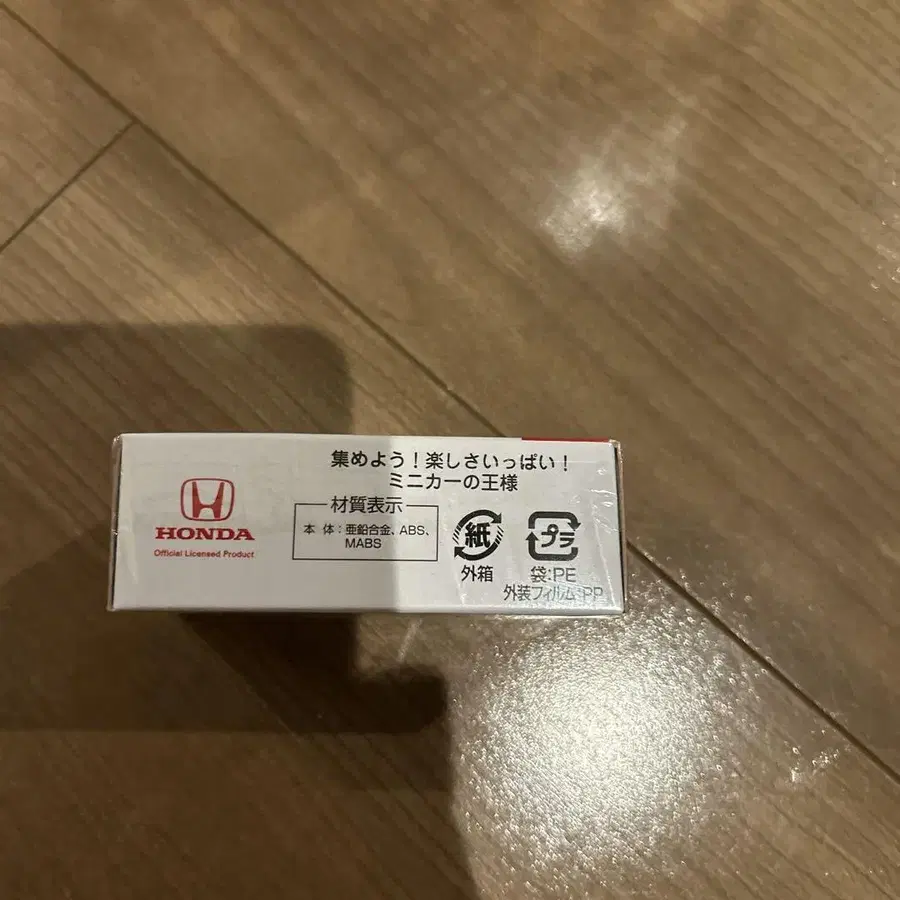 集めよう！楽しさいっぱい！
ミニカーの王様
HONDA
Official Licensed Product
材質表示
本 体：亜鉛合金、ABS、
MABS
紙
外箱
プラ
袋:PE
外装フィルム:PP